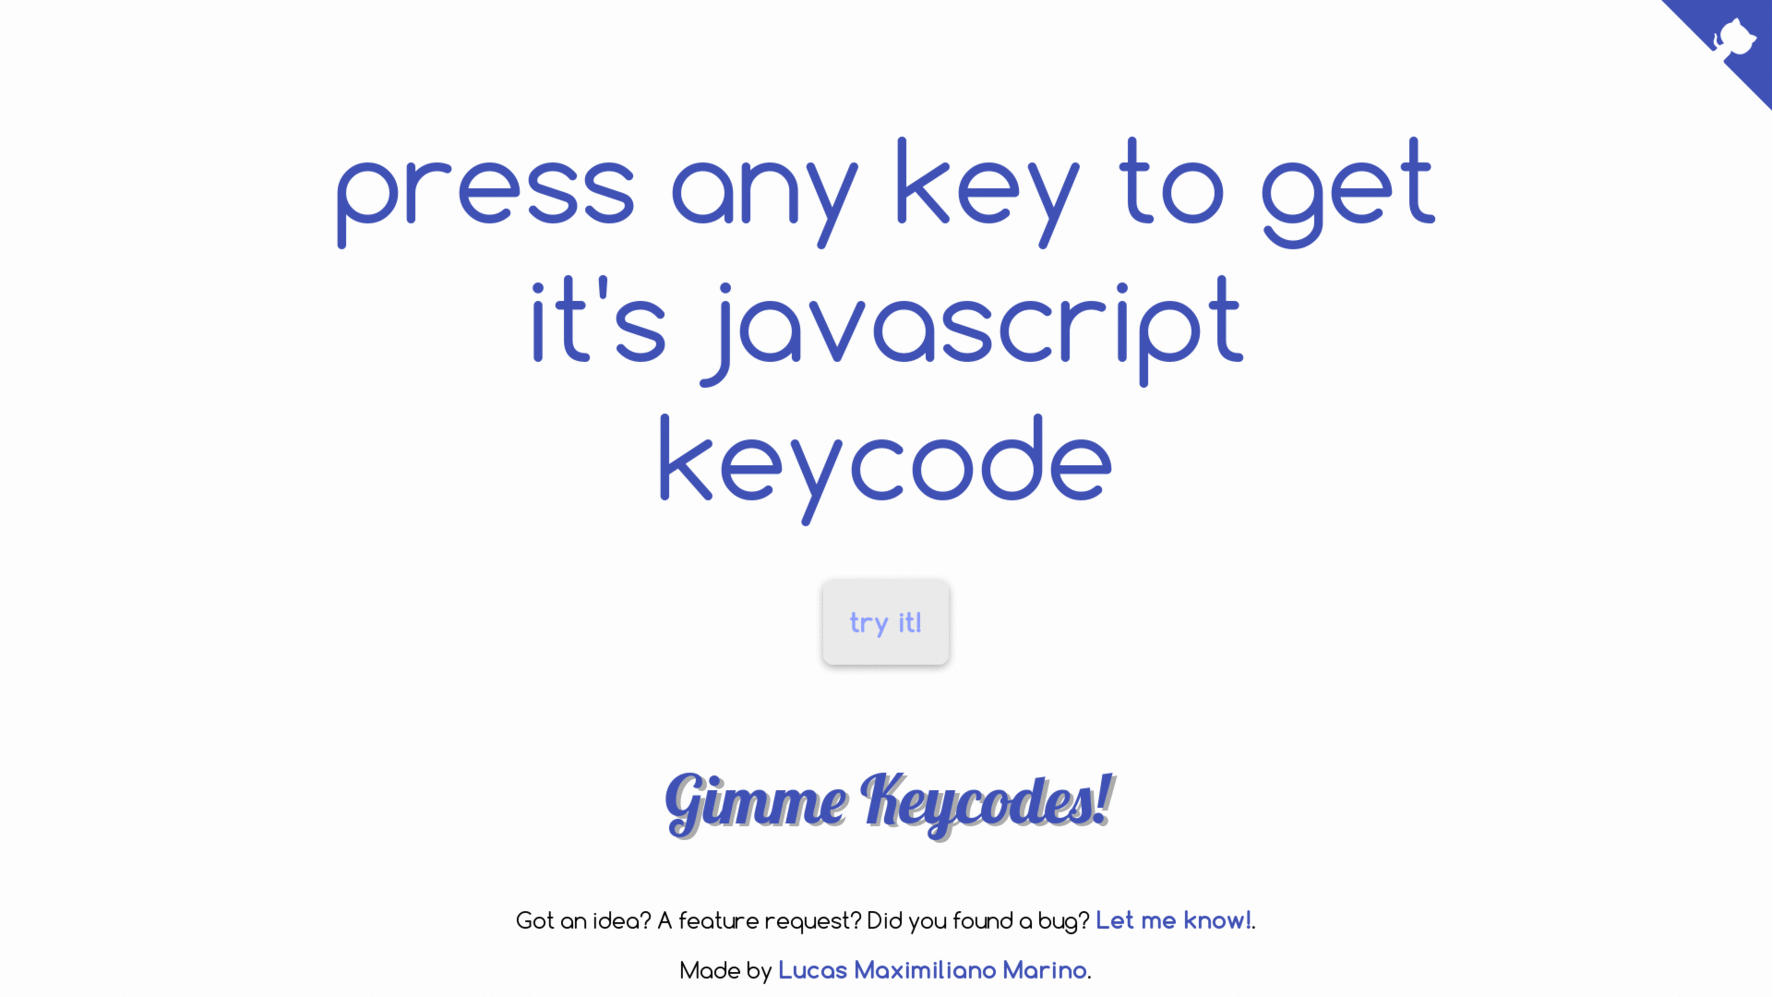 press any key to get
it's javascript
keycode
try it!
Gimme Keycodes!
Got an idea? A feature request? Did you found a bug? Let me know!.
Made by Lucas Maximiliano Marino.